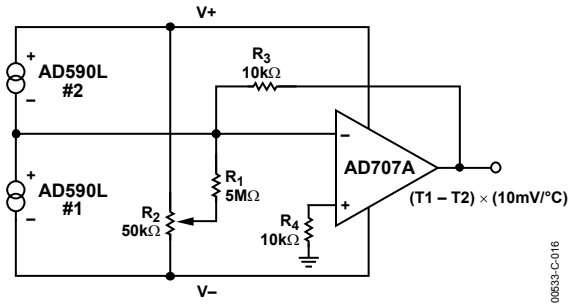 V+
+
AD590L
#2
–
R3
10kΩ
+
AD590L
#1
–
R1
5MΩ
R2
50kΩ
R4
10kΩ
–
AD707A
+
(T1 – T2) × (10mV/°C)
V–
00533-C-016